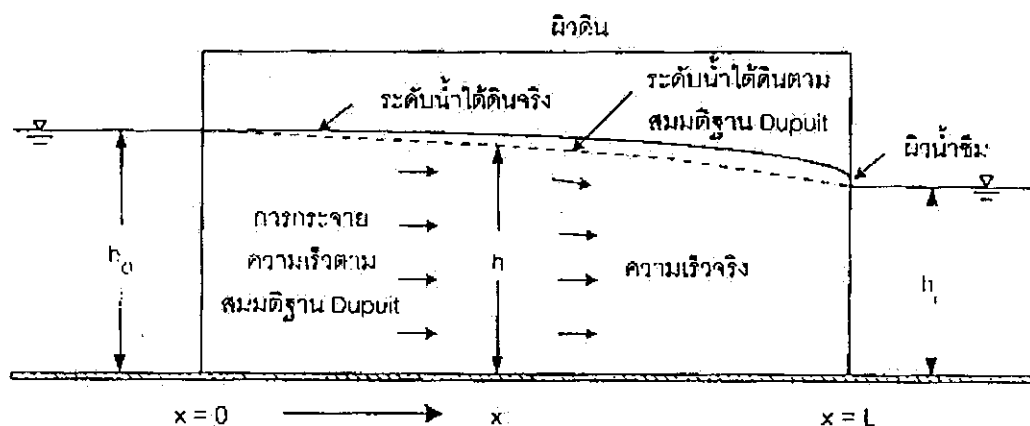 ผิวดิน
ระดับน้ำใต้ดินจริง
ระดับน้ำใต้ดินตาม
สมมติฐาน Dupuit
ผิวน้ำซึม
การกระจาย
ความเร็วตาม
สมมติฐาน Dupuit
ความเร็วจริง
h₀
h
x = 0
x
x = L